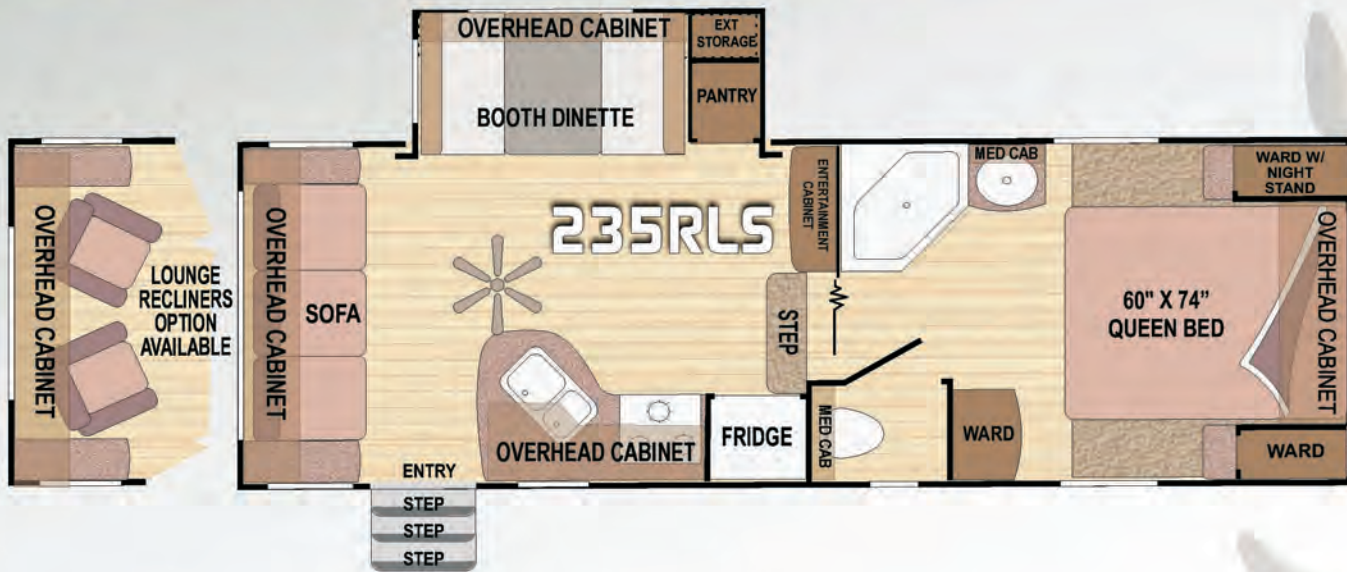 OVERHEAD CABINET
EXT
STORAGE
PANTRY
BOOTH DINETTE
OVERHEAD CABINET
LOUNGE
RECLINERS
OPTION
AVAILABLE
OVERHEAD CABINET
SOFA
235RLS
ENTERTAINMENT
CABINET
STEP
MED CAB
WARD W/
NIGHT
STAND
60" X 74”
QUEEN BED
OVERHEAD CABINET
OVERHEAD CABINET
FRIDGE
MED CAB
WARD
WARD
ENTRY
STEP
STEP
STEP